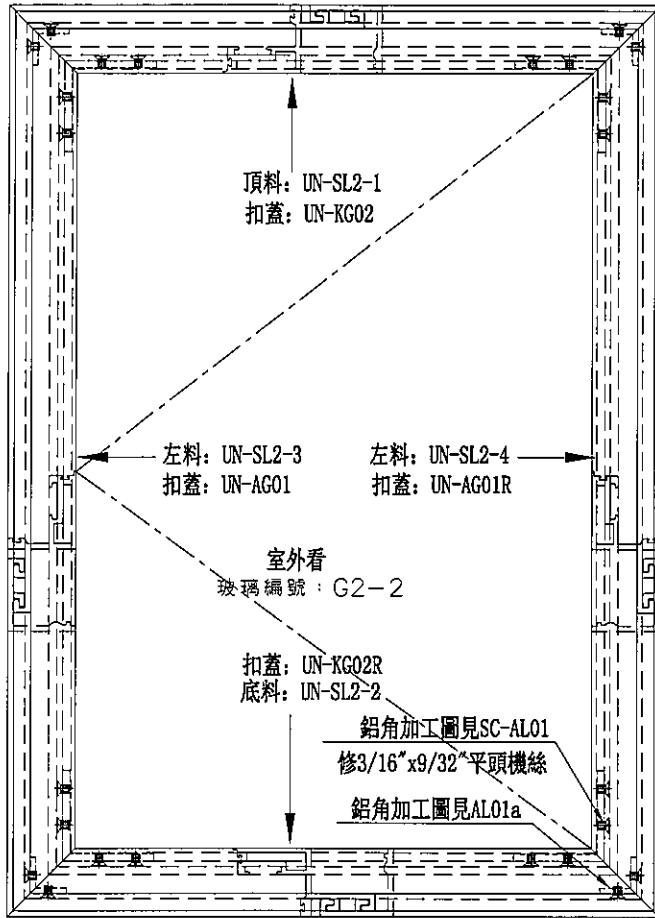 頂料: UN-SL2-1
扣蓋: UN-KG02
左料: UN-SL2-3
扣蓋: UN-AG01
左料: UN-SL2-4
扣蓋: UN-AG01R
室外看
玻璃編號：G2-2
扣蓋: UN-KG02R
底料: UN-SL2-2
鋁角加工圖見SC-AL01
修3/16"x9/32"平頭機絲
鋁角加工圖見AL01a